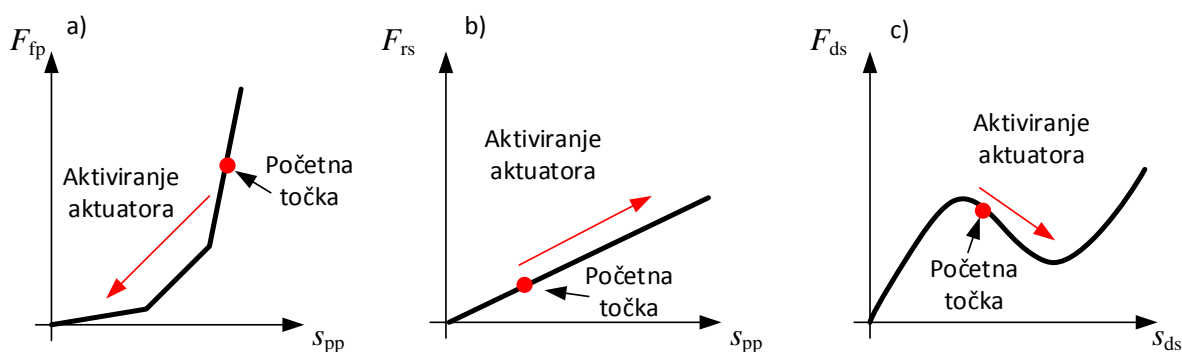 a)
F_fp
Aktiviranje
aktuatora
Početna
točka
s_pp
b)
F_rs
Aktiviranje
aktuatora
Početna
točka
s_pp
c)
F_ds
Aktiviranje
aktuatora
Početna
točka
s_ds